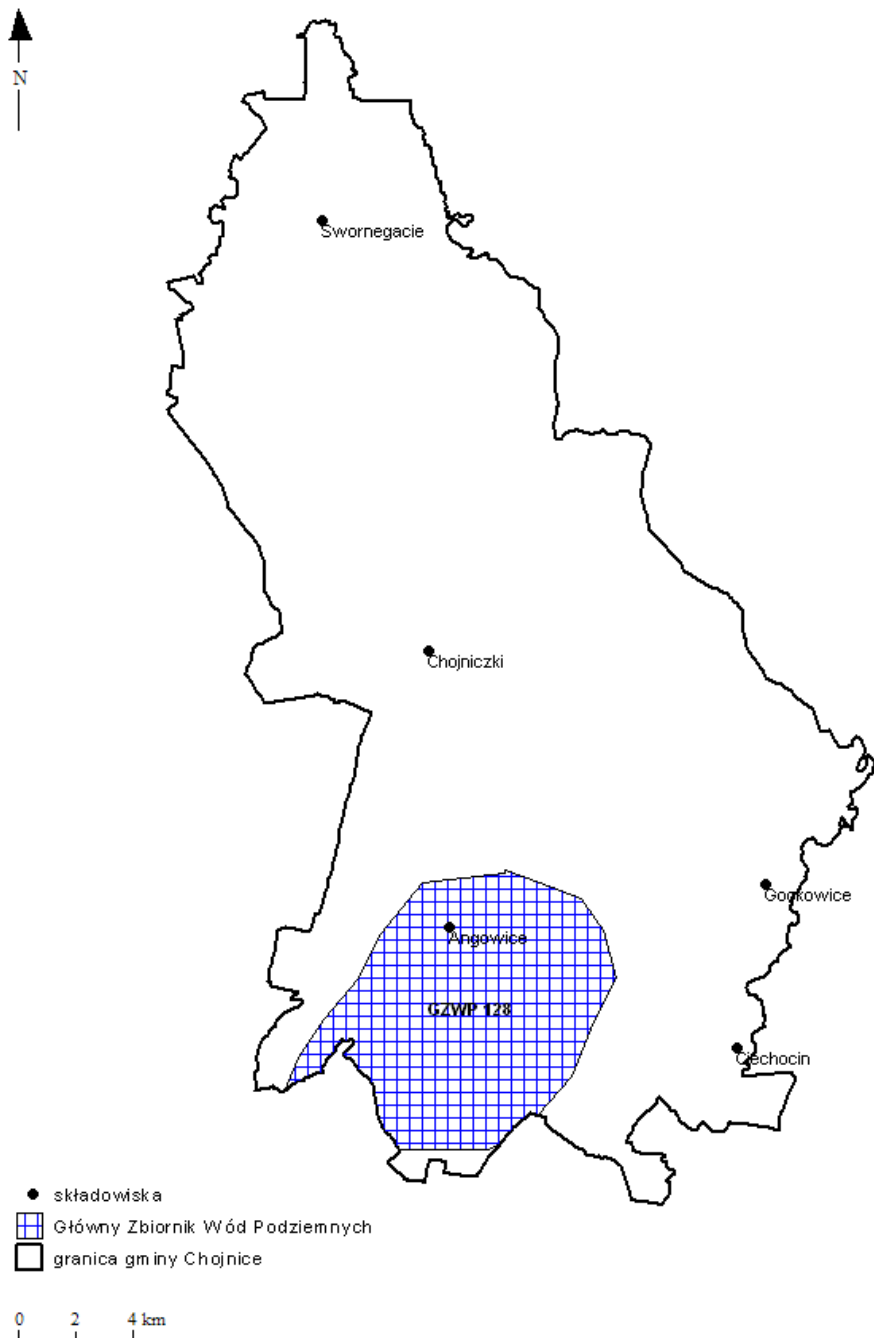 N
Swornegacie
Chojniczki
Gockowice
Angowice
GZWP 128
Ciechocin
składowiska
Główny Zbiornik Wód Podziemnych
granica gminy Chojnice
0 2 4 km